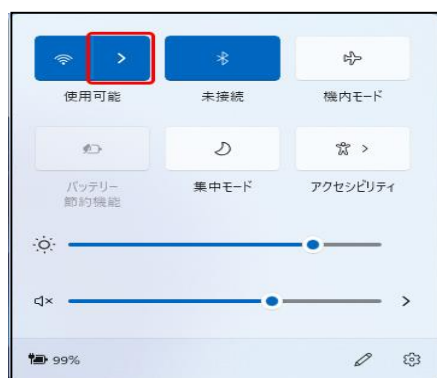 使用可能
未接続
機内モード
バッテリー
節約機能
集中モード
アクセシビリティ
99%